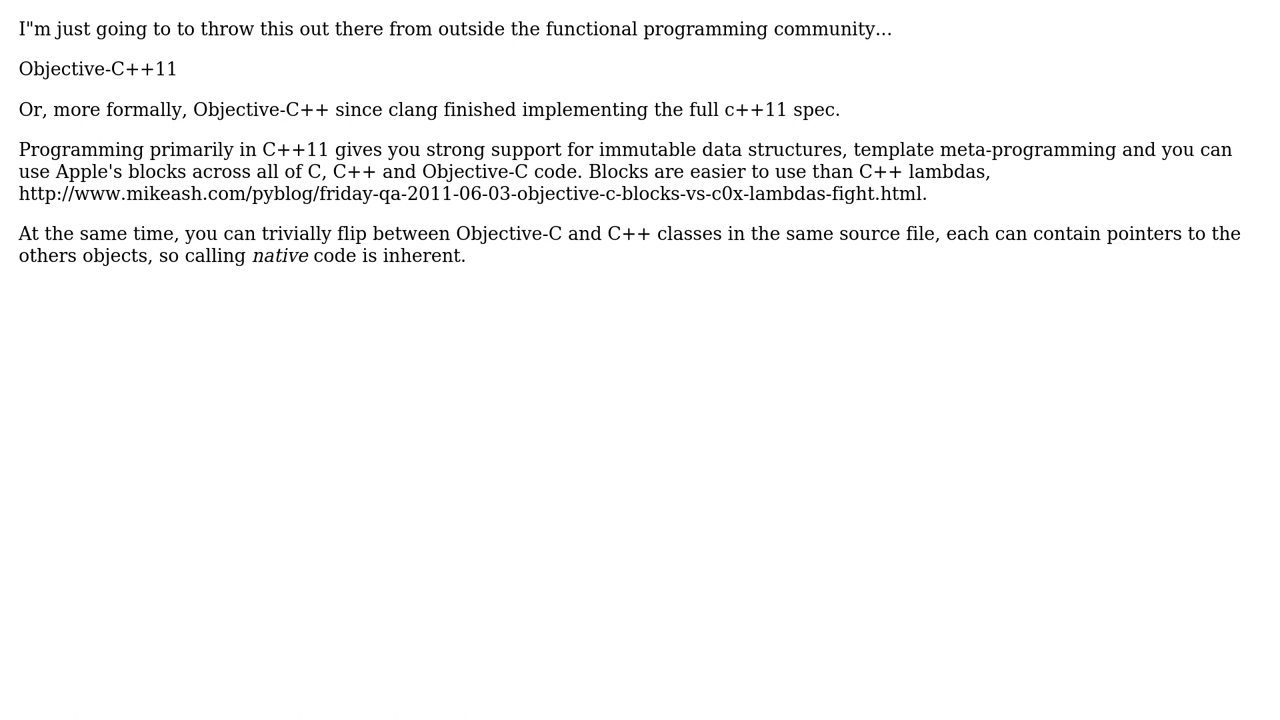 I"m just going to to throw this out there from outside the functional programming community...
Objective-C++11
Or, more formally, Objective-C++ since clang finished implementing the full c++11 spec.
Programming primarily in C++11 gives you strong support for immutable data structures, template meta-programming and you can
use Apple's blocks across all of C, C++ and Objective-C code. Blocks are easier to use than C++ lambdas,
http://www.mikeash.com/pyblog/friday-qa-2011-06-03-objective-c-blocks-vs-c0x-lambdas-fight.html.
At the same time, you can trivially flip between Objective-C and C++ classes in the same source file, each can contain pointers to the
others objects, so calling native code is inherent.